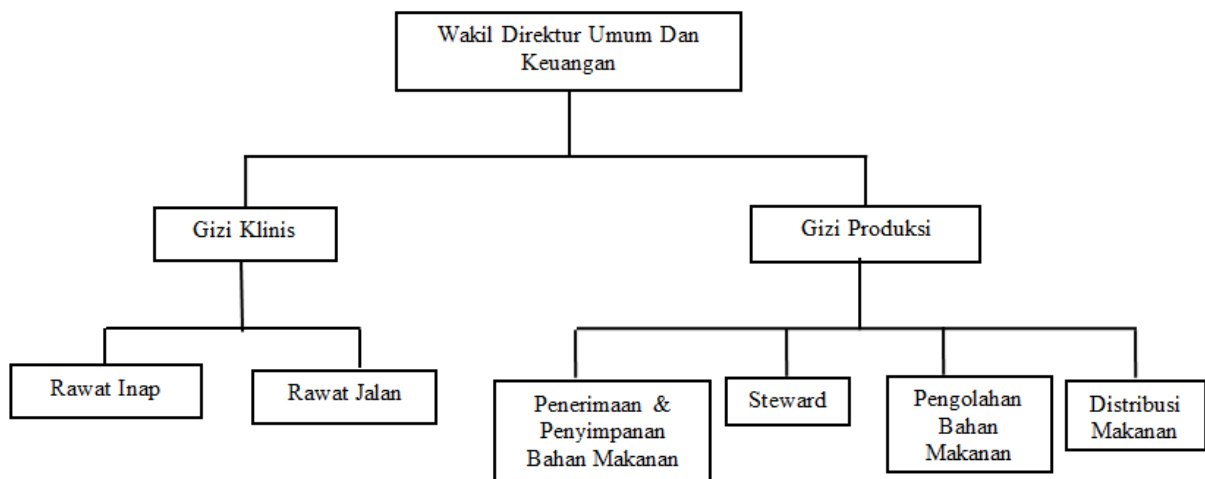 Wakil Direktur Umum Dan
Keuangan
Gizi Klinis
Gizi Produksi
Rawat Inap
Rawat Jalan
Penerimaan &
Penyimpanan
Bahan Makanan
Steward
Pengolahan
Bahan
Makanan
Distribusi
Makanan